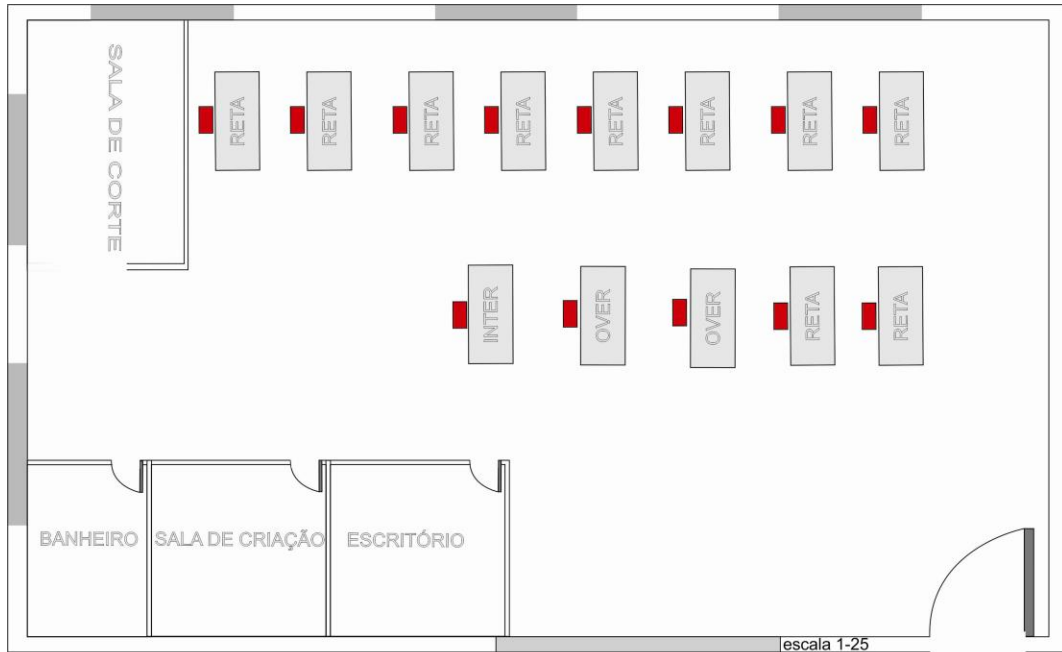 SALA DE CORTE
RETA
RETA
RETA
RETA
RETA
RETA
RETA
RETA
INTER
OVER
OVER
RETA
RETA
BANHEIRO
SALA DE CRIAÇÃO
ESCRITÓRIO
escala 1-25